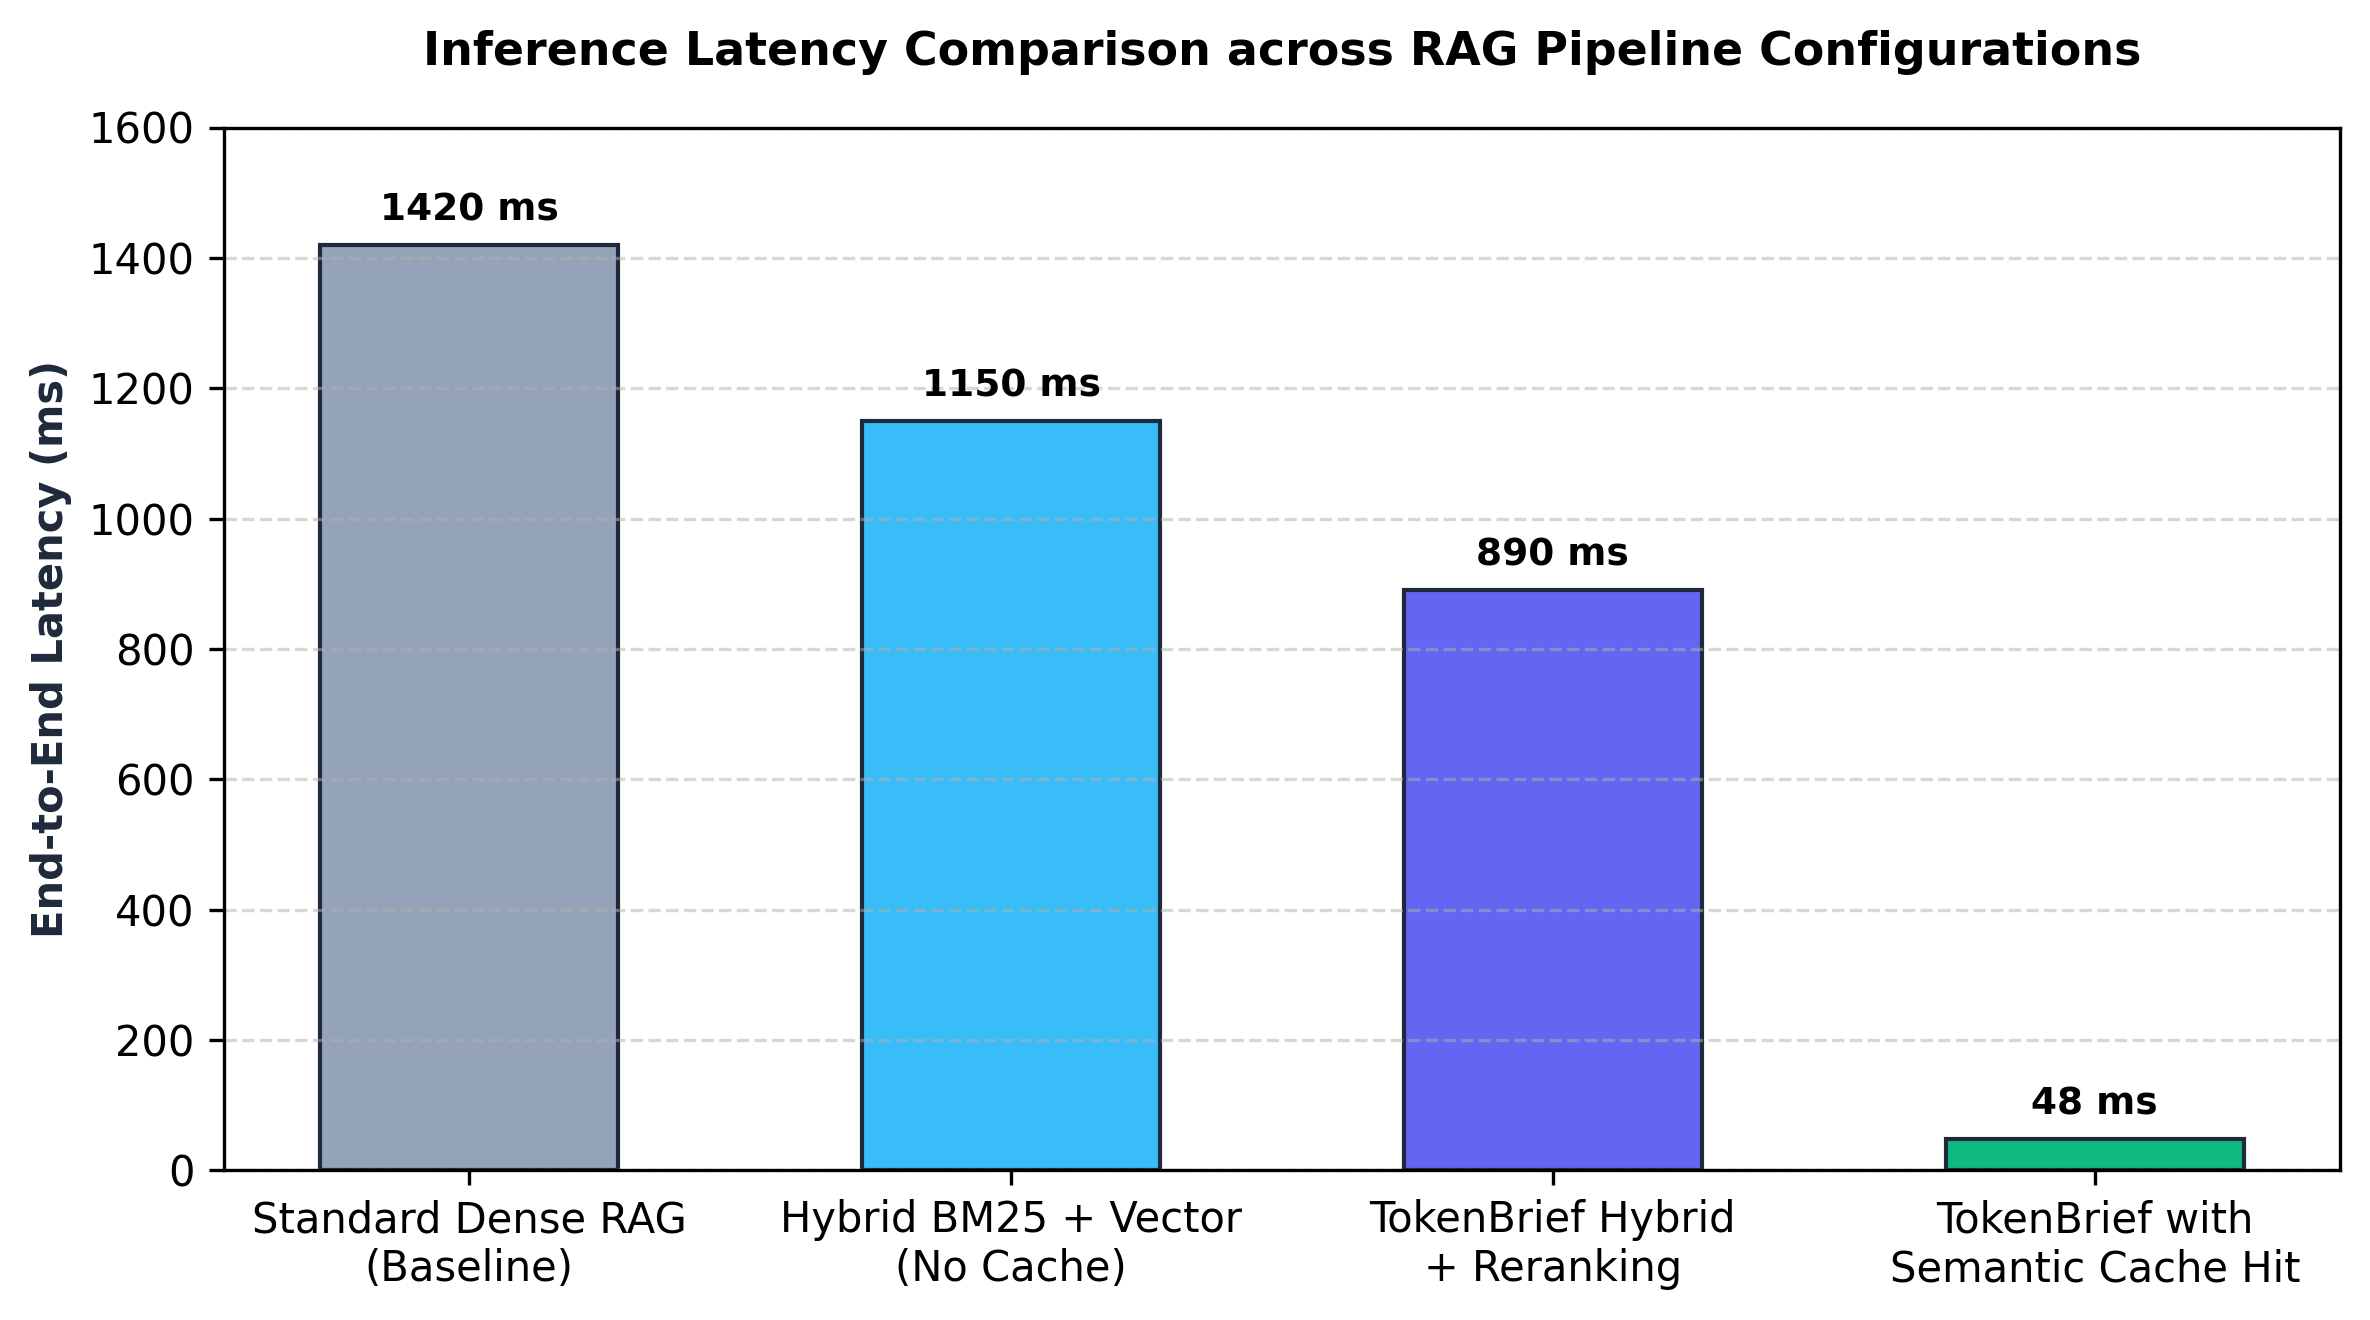 Inference Latency Comparison across RAG Pipeline Configurations
End-to-End Latency (ms)
1600
1400
1200
1000
800
600
400
200
0
1420 ms
1150 ms
890 ms
48 ms
Standard Dense RAG
(Baseline)
Hybrid BM25 + Vector
(No Cache)
TokenBrief Hybrid
+ Reranking
TokenBrief with
Semantic Cache Hit